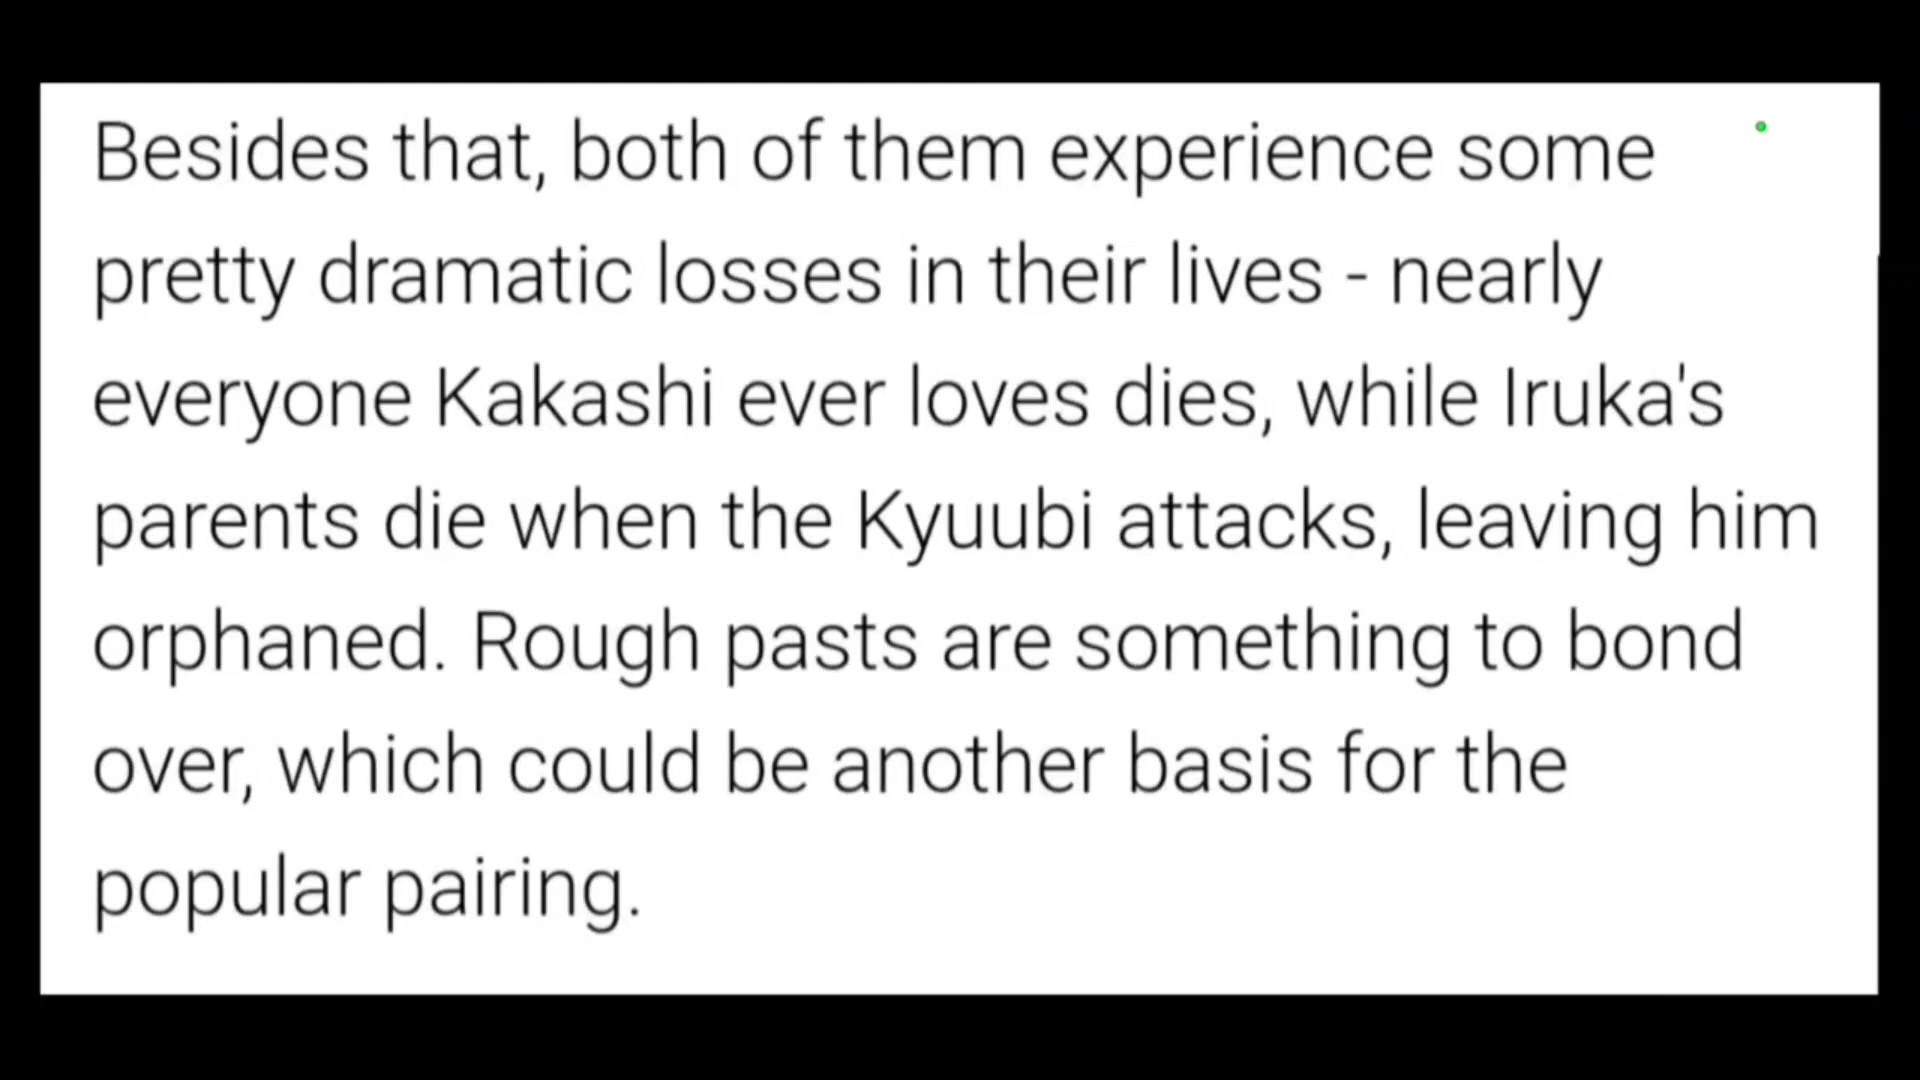 Besides that, both of them experience some
pretty dramatic losses in their lives - nearly
everyone Kakashi ever loves dies, while Iruka's
parents die when the Kyuubi attacks, leaving him
orphaned. Rough pasts are something to bond
over, which could be another basis for the
popular pairing.